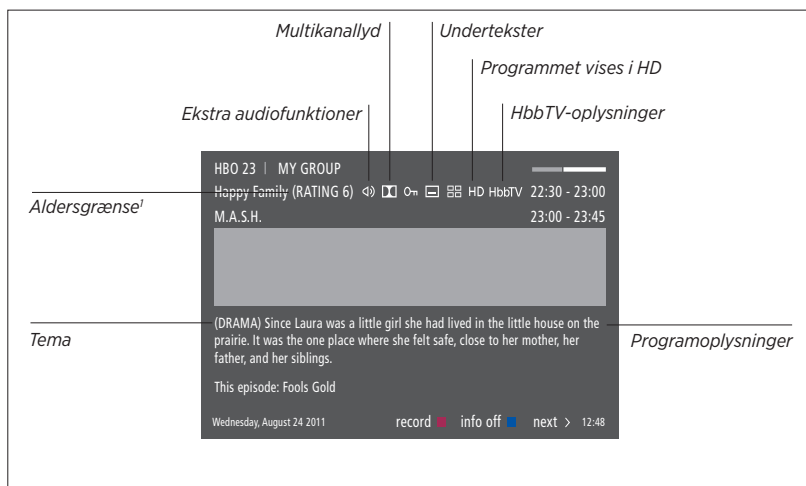 Multikanallyd
Undertekster
Programmet vises i HD
Ekstra audiofunktioner
HbbTV-oplysninger
HBO 23 | MY GROUP
Happy Family (RATING 6) HD HbbTV 22:30 - 23:00
Aldersgrænse1
M.A.S.H. 23:00 - 23:45
(DRAMA) Since Laura was a little girl she had lived in the little house on the
Tema
prairie. It was the one place where she felt safe, close to her mother, her
Programoplysninger
father, and her siblings.
This episode: Fools Gold
Wednesday, August 24 2011 record info off next > 12:48